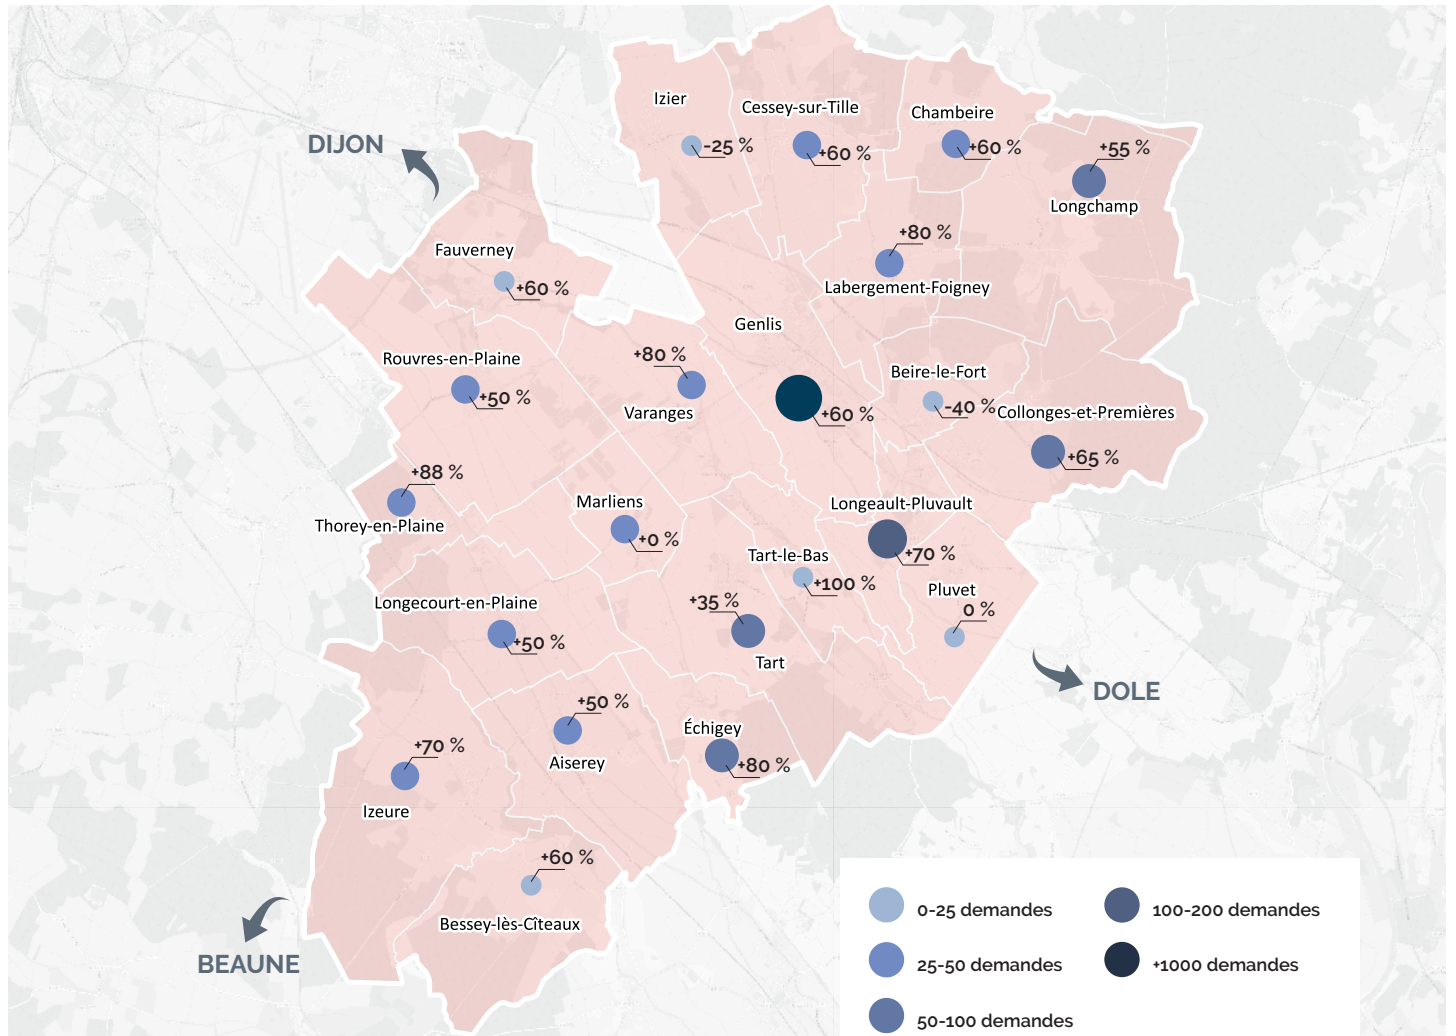 Izier
-25 %
Cessey-sur-Tille
+60 %
Chambeire
+60 %
+55 %
Longchamp
DIJON
Fauverney
+60 %
+80 %
Labergement-Foigney
Genlis
+60 %
Rouvres-en-Plaine
+50 %
+80 %
Varanges
Beire-le-Fort
-40 %
Collonges-et-Premières
+65 %
+88 %
Thorey-en-Plaine
Marliens
+0 %
Longeault-Pluvault
+70 %
Tart-le-Bas
+100 %
Pluvet
0 %
Longecourt-en-Plaine
+50 %
+35 %
Tart
DOLE
+50 %
Aiserey
Échigey
+80 %
+70 %
Izeure
+60 %
Bessey-lès-Cîteaux
BEAUNE
0-25 demandes
25-50 demandes
50-100 demandes
100-200 demandes
+1000 demandes